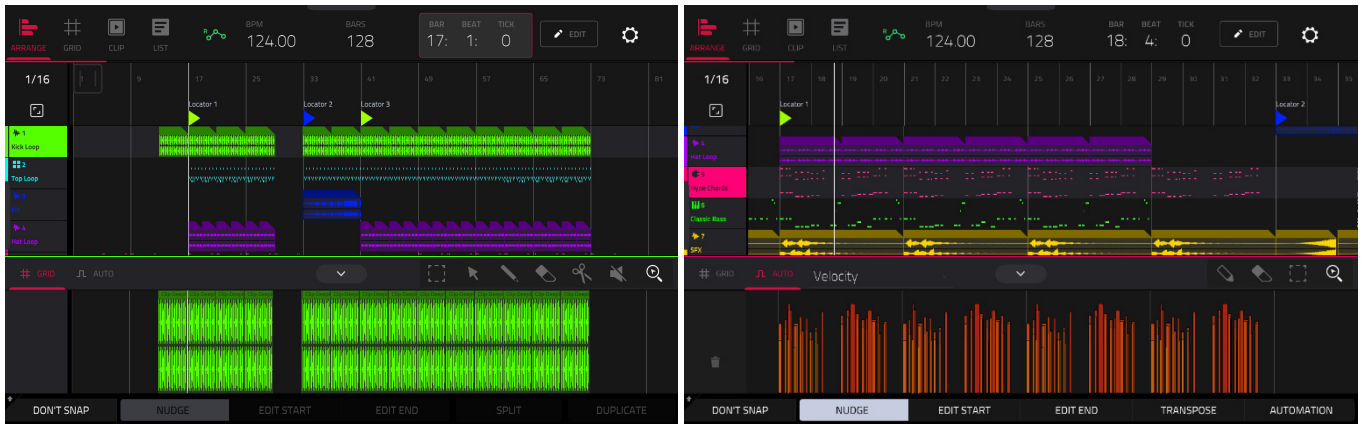 BPM BARS BAR BEAT TICK
ARRANGE GRID CLIP LIST 124.00 128 17: 1: 0 EDIT
1/16 9 17 25 33 41 49 57 65 73 81
Locator 1 Locator 2 Locator 3
1
Kick Loop
2
Top Loop
3
4
Hat Loop
GRID AUTO
DON'T SNAP NUDGE EDIT START EDIT END SPLIT DUPLICATE
BPM BARS BAR BEAT TICK
ARRANGE GRID CLIP LIST 124.00 128 18: 4: 0 EDIT
1/16 16 17 18 19 20 21 22 23 24 25 26 27 28 29 30 31 32 33 34 35
Locator 1 Locator 2
4
Hat Loop
5
Hype Chords
6
Classic Bass
7
SFX
GRID AUTO Velocity
DON'T SNAP NUDGE EDIT START EDIT END TRANSPOSE AUTOMATION